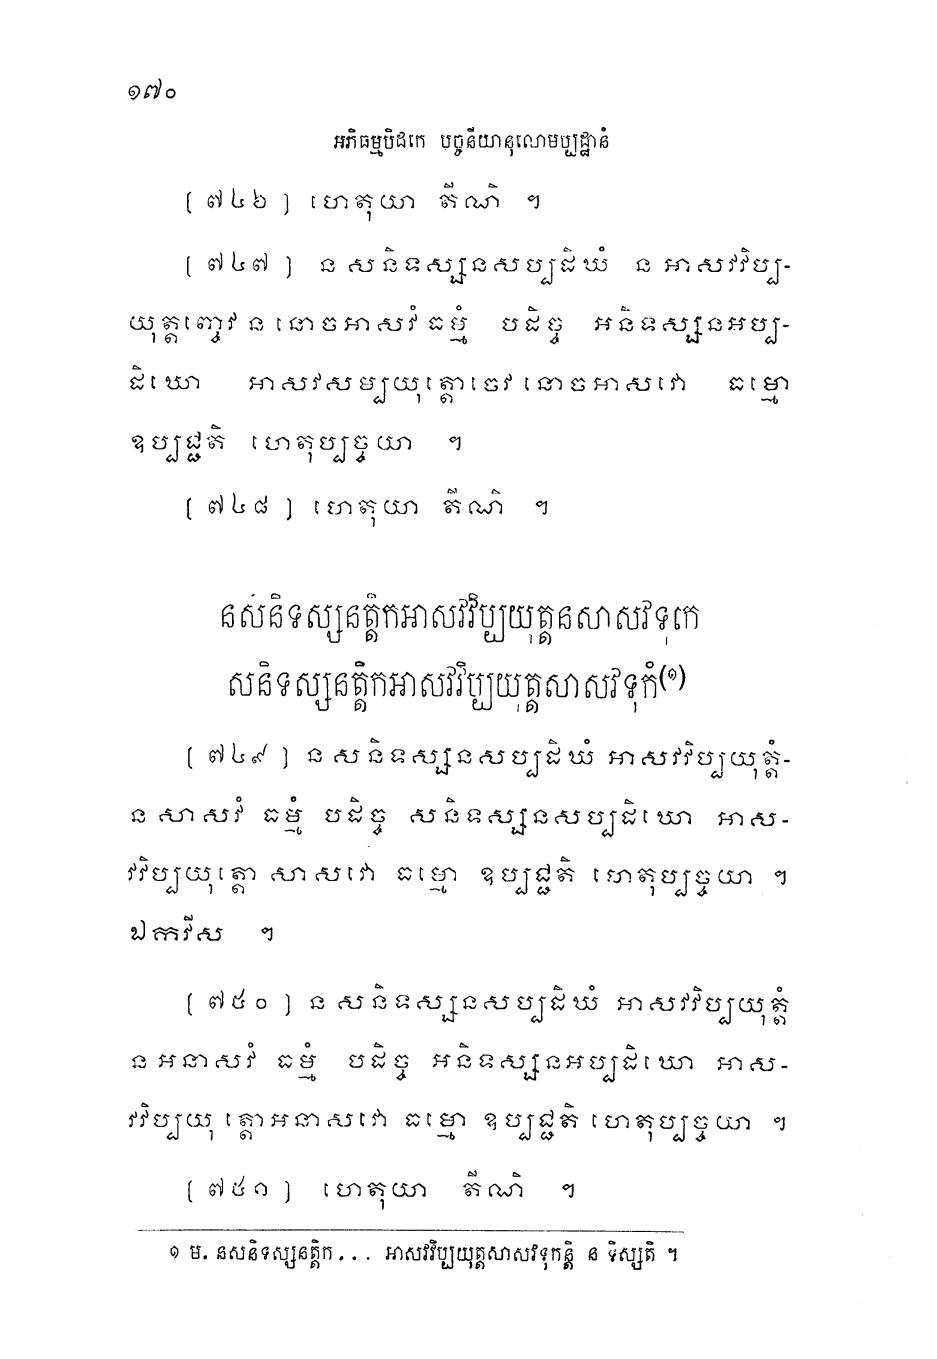 ១៧០
អភិធម្មបិដកេ បច្ចនីយានុលោមប្បដ្ឋានំ
[ ៧៤៦ ] ហេតុយា តីណិ ។
[ ៧៤៧ ] ន សនិទស្សនសប្បដិឃំ ន អាសវវិប្ប-
យុត្តញ្ចេវ ន នោចអាសវំ ធម្មំ បដិច្ច អនិទស្សនអប្ប-
ដិឃោ អាសវសម្បយុត្តោចេវ នោចអាសវោ ធម្មោ
ឧប្បជ្ជតិ ហេតុប្បច្ចយា ។
[ ៧៤៨ ] ហេតុយា តីណិ ។
នសនិទស្សនត្តិកអាសវវិប្បយុត្តនសាសវទុកេ
សនិទស្សនត្តិកអាសវវិប្បយុត្តសាសវទុកំ(១)
[ ៧៤៩ ] ន សនិទស្សនសប្បដិឃំ អាសវវិប្បយុត្តំ-
ន សាសវំ ធម្មំ បដិច្ច សនិទស្សនសប្បដិឃោ អាស-
វវិប្បយុត្តោ សាសវោ ធម្មោ ឧប្បជ្ជតិ ហេតុប្បច្ចយា ។
ឯកវីស ។
[ ៧៥០ ] ន សនិទស្សនសប្បដិឃំ អាសវវិប្បយុត្តំ
ន អនាសវំ ធម្មំ បដិច្ច អនិទស្សនអប្បដិឃោ អាស-
វវិប្បយុត្តោអនាសវោ ធម្មោ ឧប្បជ្ជតិ ហេតុប្បច្ចយា ។
[ ៧៥១ ] ហេតុយា តីណិ ។
១ ម. នសនិទស្សនត្តិក... អាសវវិប្បយុត្តសាសវទុកន្តិ ន ទិស្សតិ ។